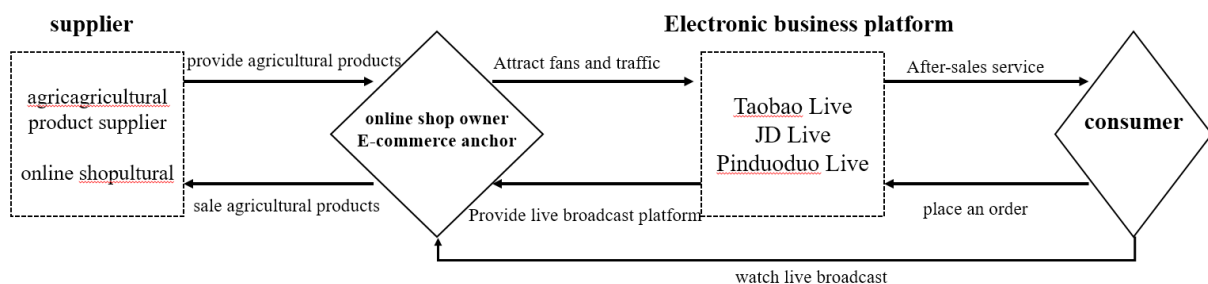 supplier
Electronic business platform
provide agricultural products
Attract fans and traffic
After-sales service
agricagricultural
product supplier
online shopultural
online shop owner
E-commerce anchor
Taobao Live
JD Live
Pinduoduo Live
consumer
sale agricultural products
Provide live broadcast platform
place an order
watch live broadcast